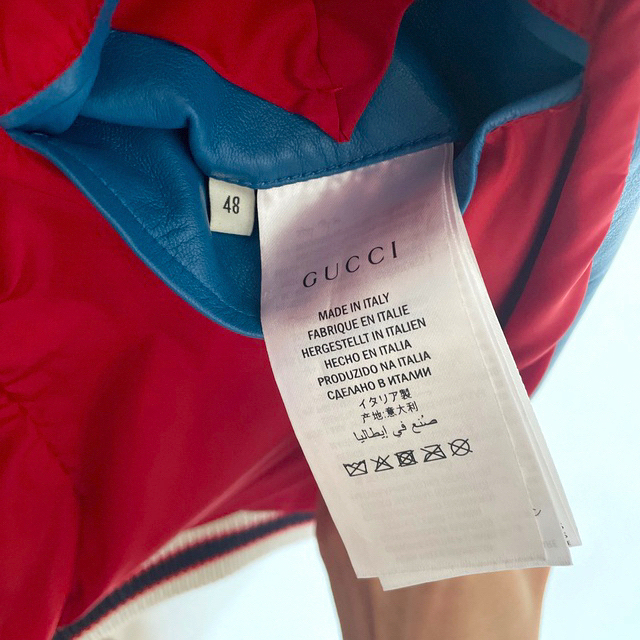 48
GUCCI
MADE IN ITALY
FABRIQUE EN ITALIE
HERGESTELLT IN ITALIEN
HECHO EN ITALIA
PRODUZIDO NA ITALIA
СДЕЛАНО В ИТАЛИИ
イタリア製
产地:意大利
صُنع في إيطاليا